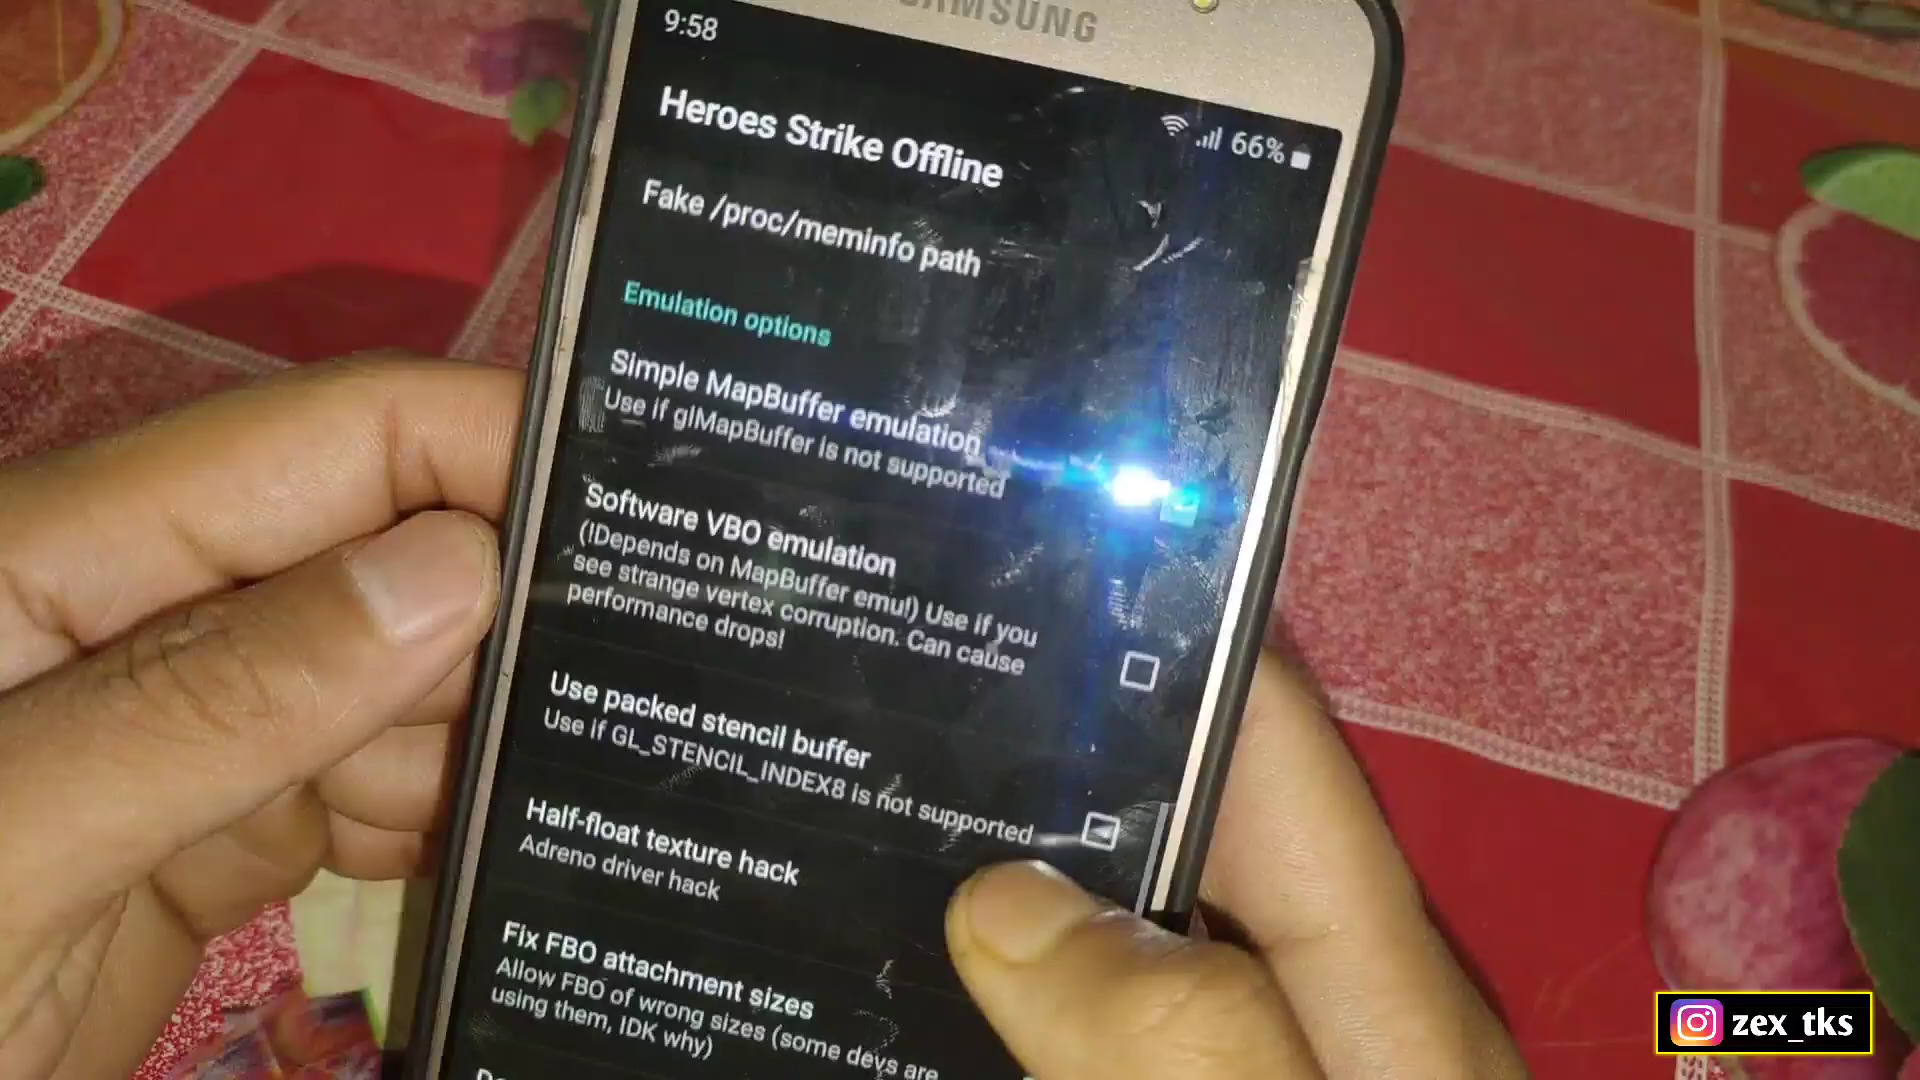 SAMSUNG
9:58
66%
Heroes Strike Offline
Fake /proc/meminfo path
Emulation options
Simple MapBuffer emulation
Use if glMapBuffer is not supported
Software VBO emulation
(!Depends on MapBuffer emul) Use if you
see strange vertex corruption. Can cause
performance drops!
Use packed stencil buffer
Use if GL_STENCIL_INDEX8 is not supported
Half-float texture hack
Adreno driver hack
Fix FBO attachment sizes
Allow FBO of wrong sizes (some devs are
using them, IDK why)
zex_tks